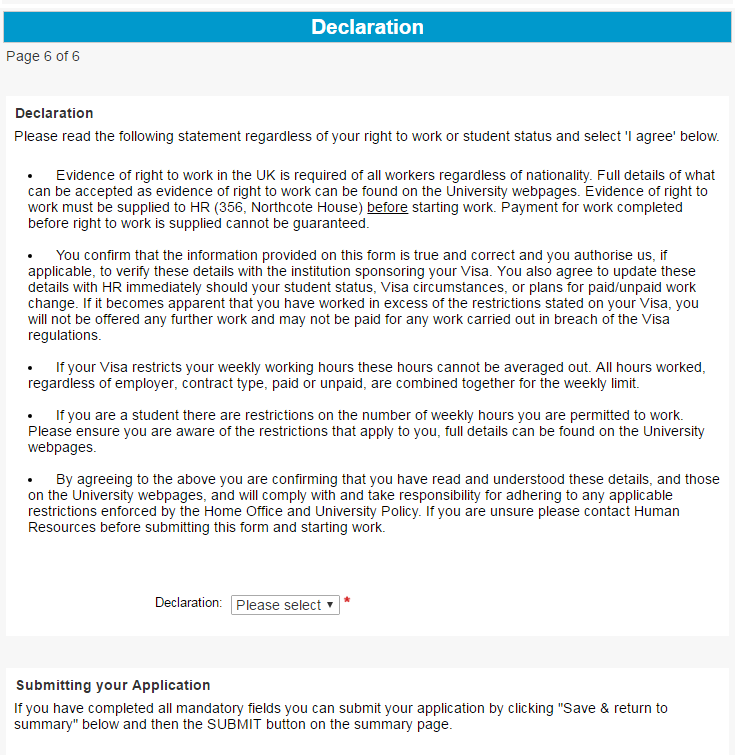 Declaration
Page 6 of 6
Declaration
Please read the following statement regardless of your right to work or student status and select 'I agree' below.
• Evidence of right to work in the UK is required of all workers regardless of nationality. Full details of what
can be accepted as evidence of right to work can be found on the University webpages. Evidence of right to
work must be supplied to HR (356, Northcote House) before starting work. Payment for work completed
before right to work is supplied cannot be guaranteed.
• You confirm that the information provided on this form is true and correct and you authorise us, if
applicable, to verify these details with the institution sponsoring your Visa. You also agree to update these
details with HR immediately should your student status, Visa circumstances, or plans for paid/unpaid work
change. If it becomes apparent that you have worked in excess of the restrictions stated on your Visa, you
will not be offered any further work and may not be paid for any work carried out in breach of the Visa
regulations.
• If your Visa restricts your weekly working hours these hours cannot be averaged out. All hours worked,
regardless of employer, contract type, paid or unpaid, are combined together for the weekly limit.
• If you are a student there are restrictions on the number of weekly hours you are permitted to work.
Please ensure you are aware of the restrictions that apply to you, full details can be found on the University
webpages.
• By agreeing to the above you are confirming that you have read and understood these details, and those
on the University webpages, and will comply with and take responsibility for adhering to any applicable
restrictions enforced by the Home Office and University Policy. If you are unsure please contact Human
Resources before submitting this form and starting work.
Declaration: Please select ▼ *
Submitting your Application
If you have completed all mandatory fields you can submit your application by clicking "Save & return to
summary" below and then the SUBMIT button on the summary page.